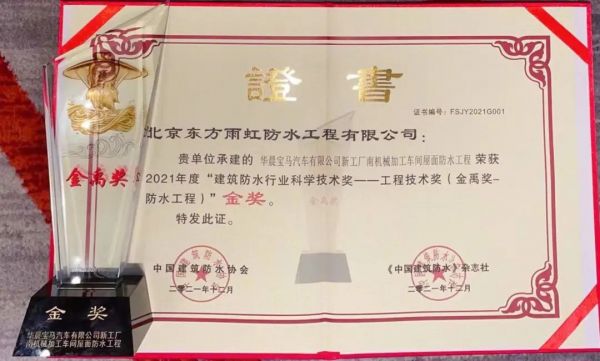 證書
证书编号：FSJY2021G001
北京东方雨虹防水工程有限公司：
贵单位承建的 华晨宝马汽车有限公司新工厂南机械加工车间屋面防水工程 荣获
2021年度“建筑防水行业科学技术奖——工程技术奖（金禹奖-
防水工程）”金奖。
特发此证。
中国建筑防水协会
二〇二一年十二月
《中国建筑防水》杂志社
二〇二一年十二月
金禹奖
金奖
华晨宝马汽车有限公司新工厂
南机械加工车间屋面防水工程
金禹奖